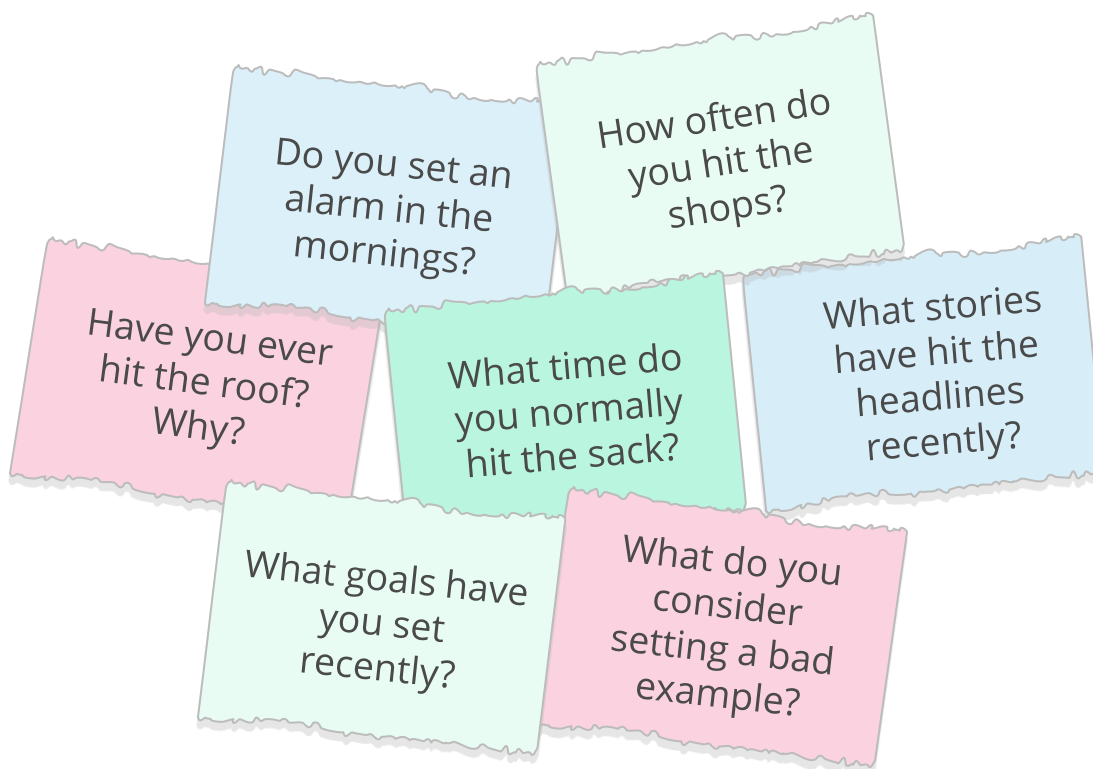 Do you set an
alarm in the
mornings?
How often do
you hit the
shops?
Have you ever
hit the roof?
Why?
What time do
you normally
hit the sack?
What stories
have hit the
headlines
recently?
What goals have
you set
recently?
What do you
consider
setting a bad
example?